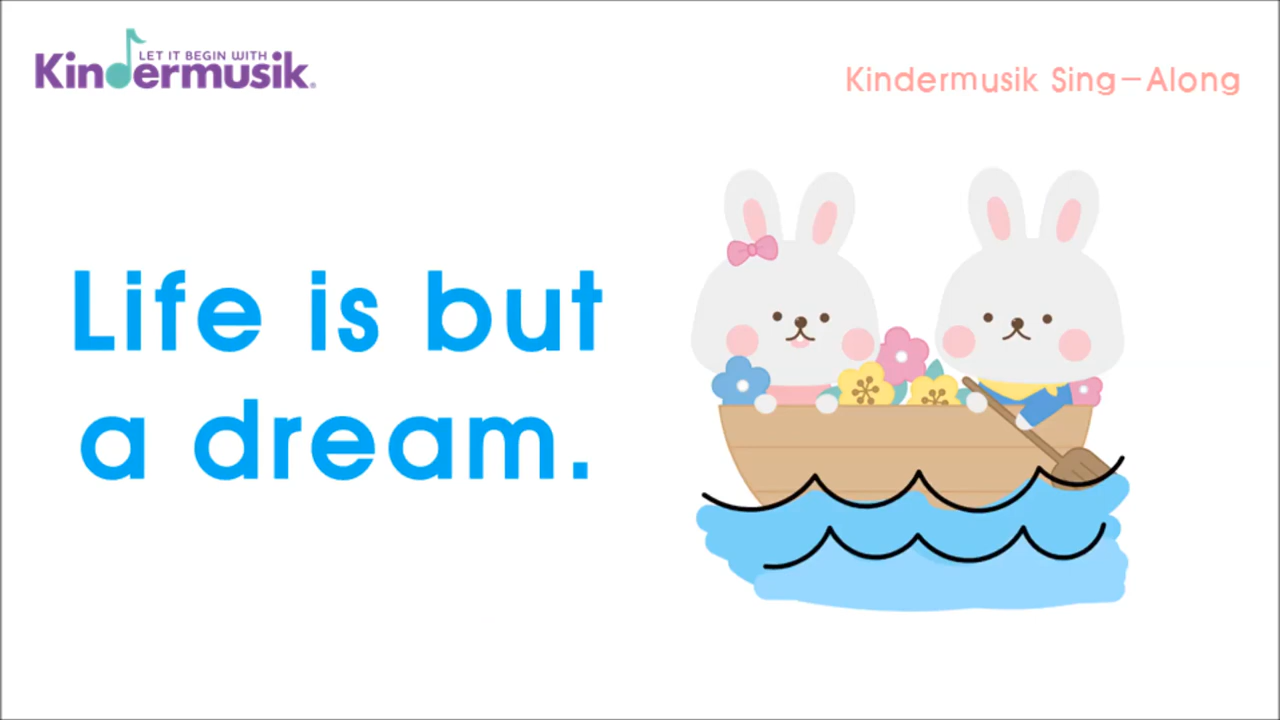 LET IT BEGIN WITH
Kindermusik®
Kindermusik Sing-Along
Life is but
a dream.